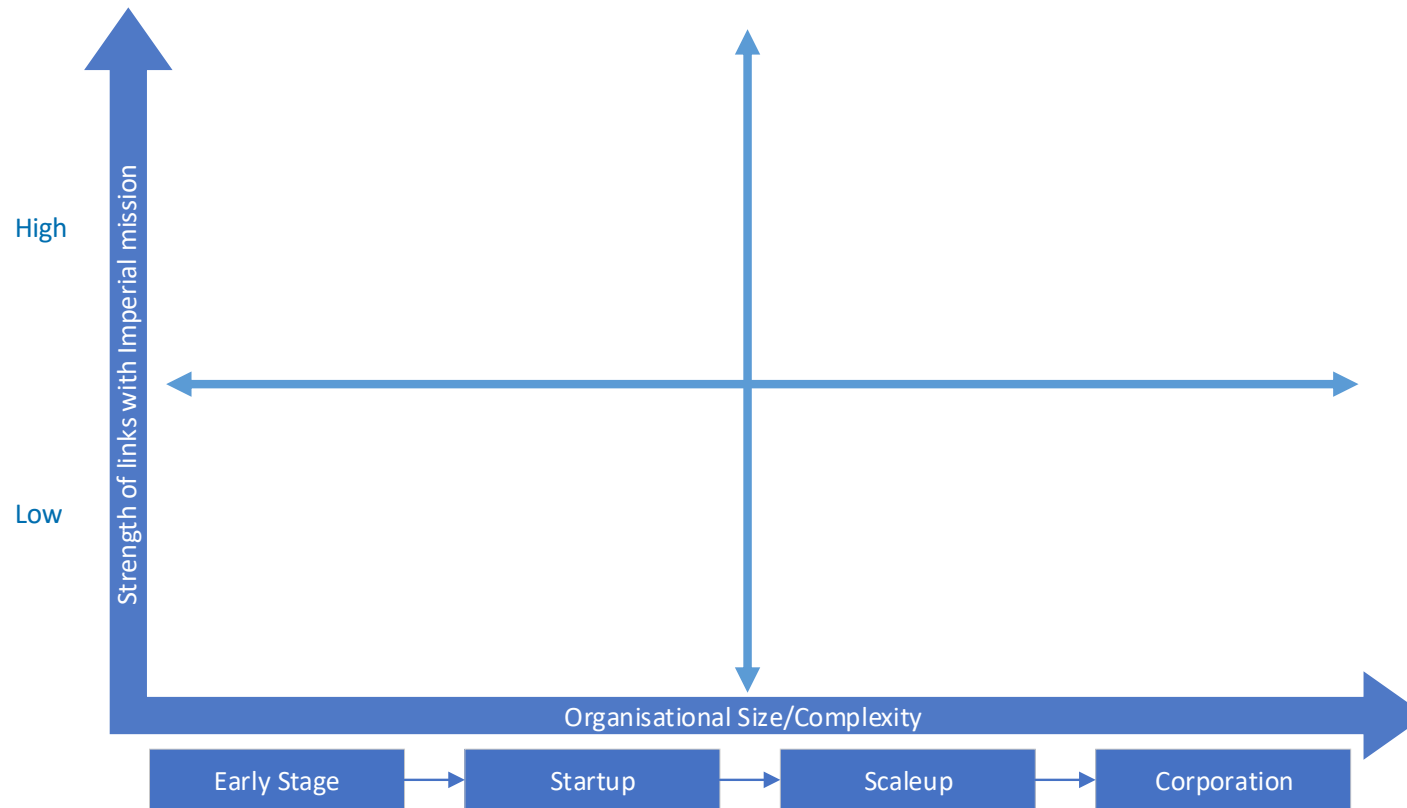 High
Strength of links with Imperial mission
Low
Organisational Size/Complexity
Early Stage
Startup
Scaleup
Corporation